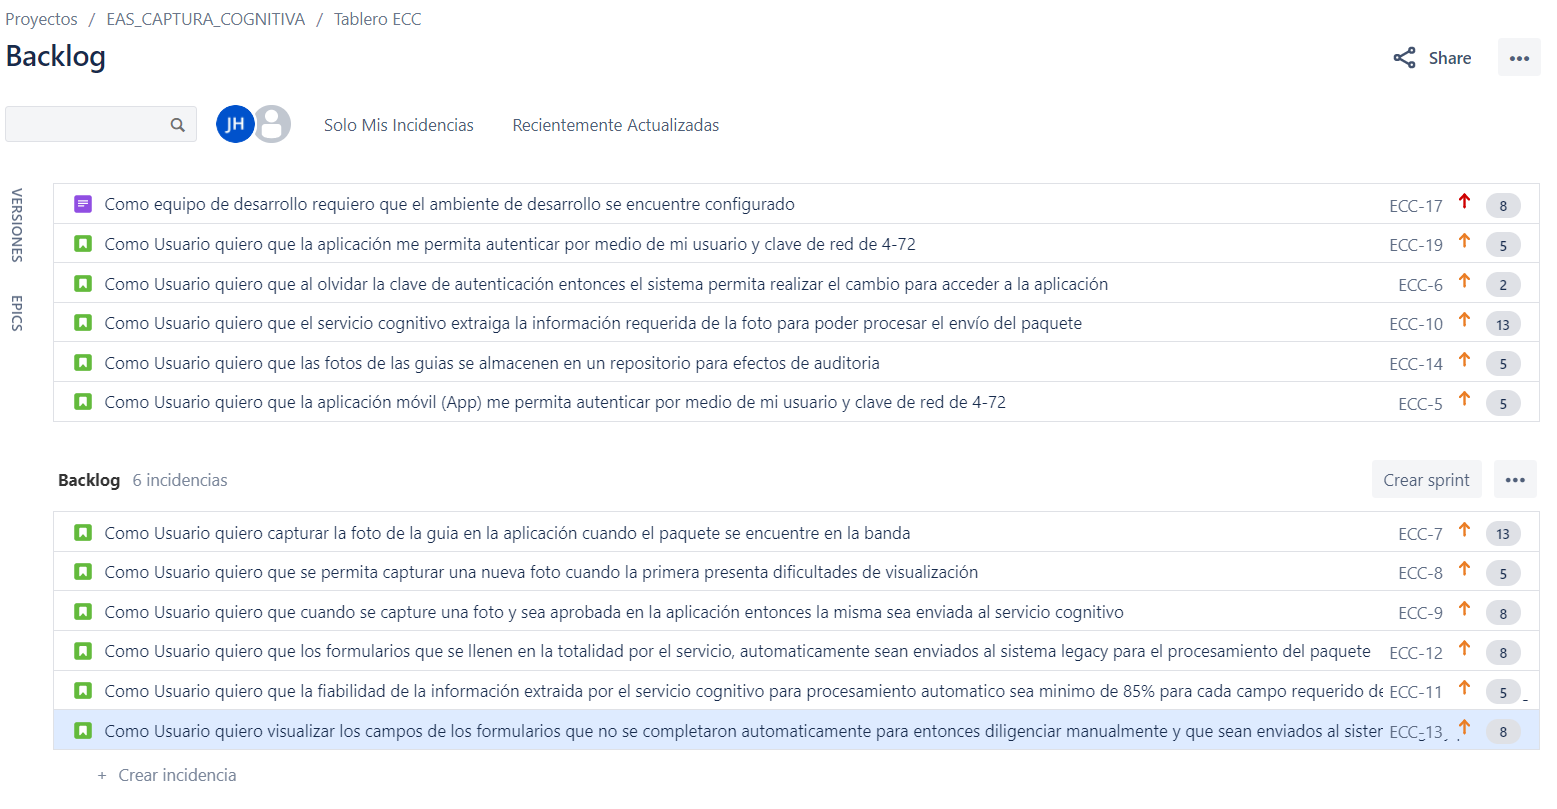 Proyectos / EAS_CAPTURA_COGNITIVA / Tablero ECC
Backlog
Share
JH
Solo Mis Incidencias
Recientemente Actualizadas
VERSIONES
EPICS
Como equipo de desarrollo requiero que el ambiente de desarrollo se encuentre configurado ECC-17 8
Como Usuario quiero que la aplicación me permita autenticar por medio de mi usuario y clave de red de 4-72 ECC-19 5
Como Usuario quiero que al olvidar la clave de autenticación entonces el sistema permita realizar el cambio para acceder a la aplicación ECC-6 2
Como Usuario quiero que el servicio cognitivo extraiga la información requerida de la foto para poder procesar el envío del paquete ECC-10 13
Como Usuario quiero que las fotos de las guias se almacenen en un repositorio para efectos de auditoria ECC-14 5
Como Usuario quiero que la aplicación móvil (App) me permita autenticar por medio de mi usuario y clave de red de 4-72 ECC-5 5
Backlog 6 incidencias
Crear sprint
Como Usuario quiero capturar la foto de la guia en la aplicación cuando el paquete se encuentre en la banda ECC-7 13
Como Usuario quiero que se permita capturar una nueva foto cuando la primera presenta dificultades de visualización ECC-8 5
Como Usuario quiero que cuando se capture una foto y sea aprobada en la aplicación entonces la misma sea enviada al servicio cognitivo ECC-9 8
Como Usuario quiero que los formularios que se llenen en la totalidad por el servicio, automaticamente sean enviados al sistema legacy para el procesamiento del paquete ECC-12 8
Como Usuario quiero que la fiabilidad de la información extraida por el servicio cognitivo para procesamiento automatico sea minimo de 85% para cada campo requerido ECC-11 5
Como Usuario quiero visualizar los campos de los formularios que no se completaron automaticamente para entonces diligenciar manualmente y que sean enviados al ECC-13 8
+ Crear incidencia